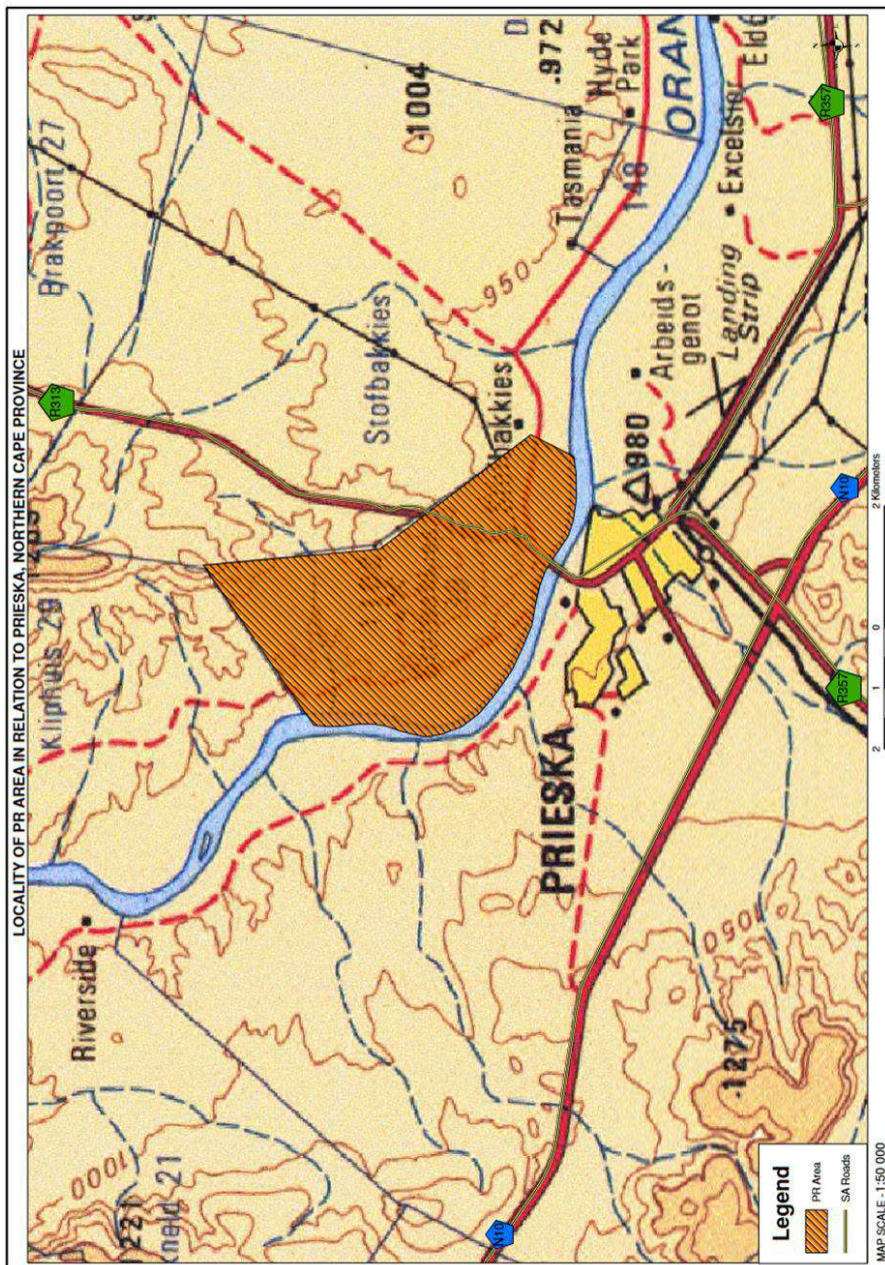 LOCALITY OF PR AREA IN RELATION TO PRIESKA, NORTHERN CAPE PROVINCE
Riverside
Kliphuis 29
R313
Brakpoort 27
1221
1000
21
Stofbakkies
1004
950
Tasmania
148
Hyde
Park
.972
D
ORAN
PRIESKA
980
Arbeids-
genot
Landing
Strip
Excelsior
R357
N10
1275
1050
R357
N10
Legend
PR Area
SA Roads
2
1
0
2 Kilometers
MAP SCALE - 1:50 000